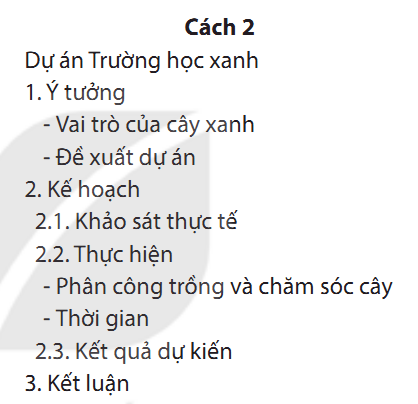 Cách 2
Dự án Trường học xanh
1. Ý tưởng
- Vai trò của cây xanh
- Đề xuất dự án
2. Kế hoạch
2.1. Khảo sát thực tế
2.2. Thực hiện
- Phân công trồng và chăm sóc cây
- Thời gian
2.3. Kết quả dự kiến
3. Kết luận